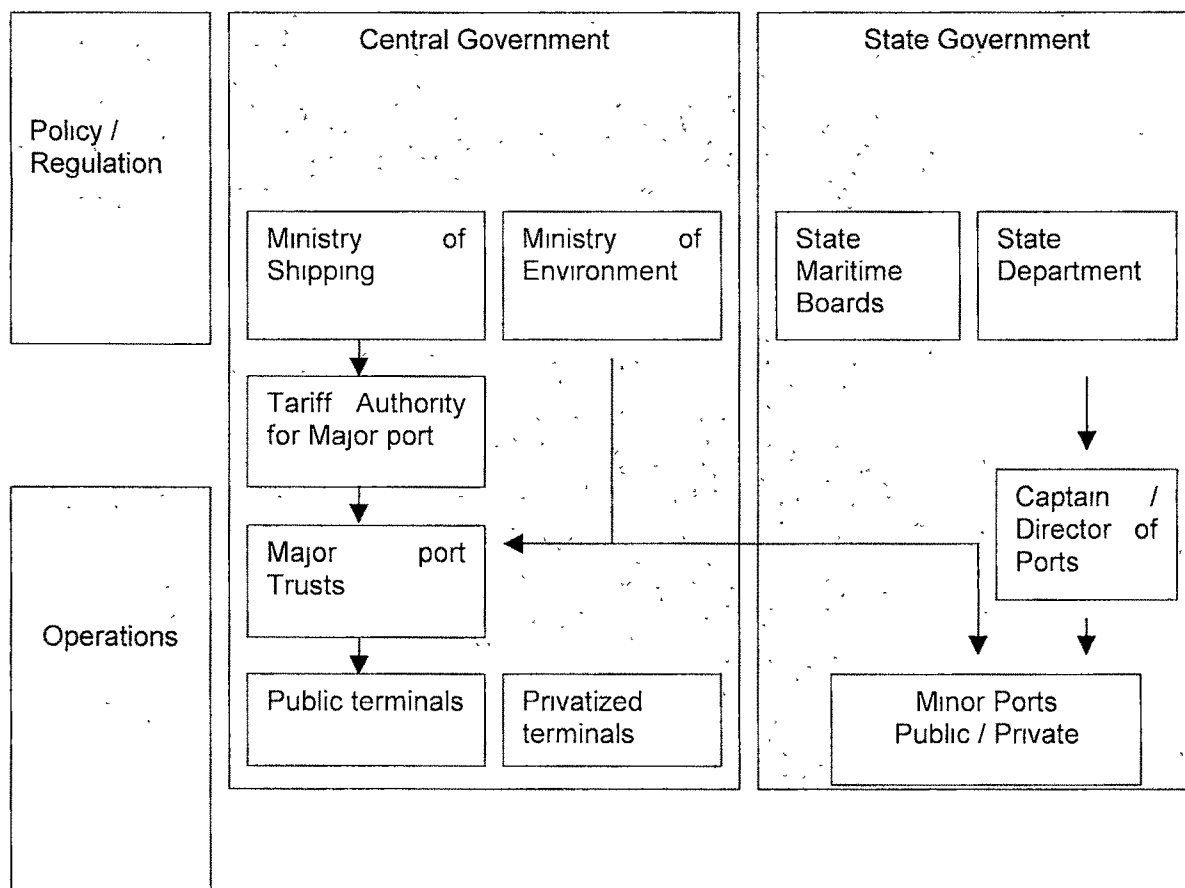 Central Government
State Government
Policy /
Regulation
Ministry of
Shipping
Ministry of
Environment
State
Maritime
Boards
State
Department
Tariff Authority
for Major port
Captain /
Director of
Ports
Major port
Trusts
Operations
Public terminals
Privatized
terminals
Minor Ports
Public / Private